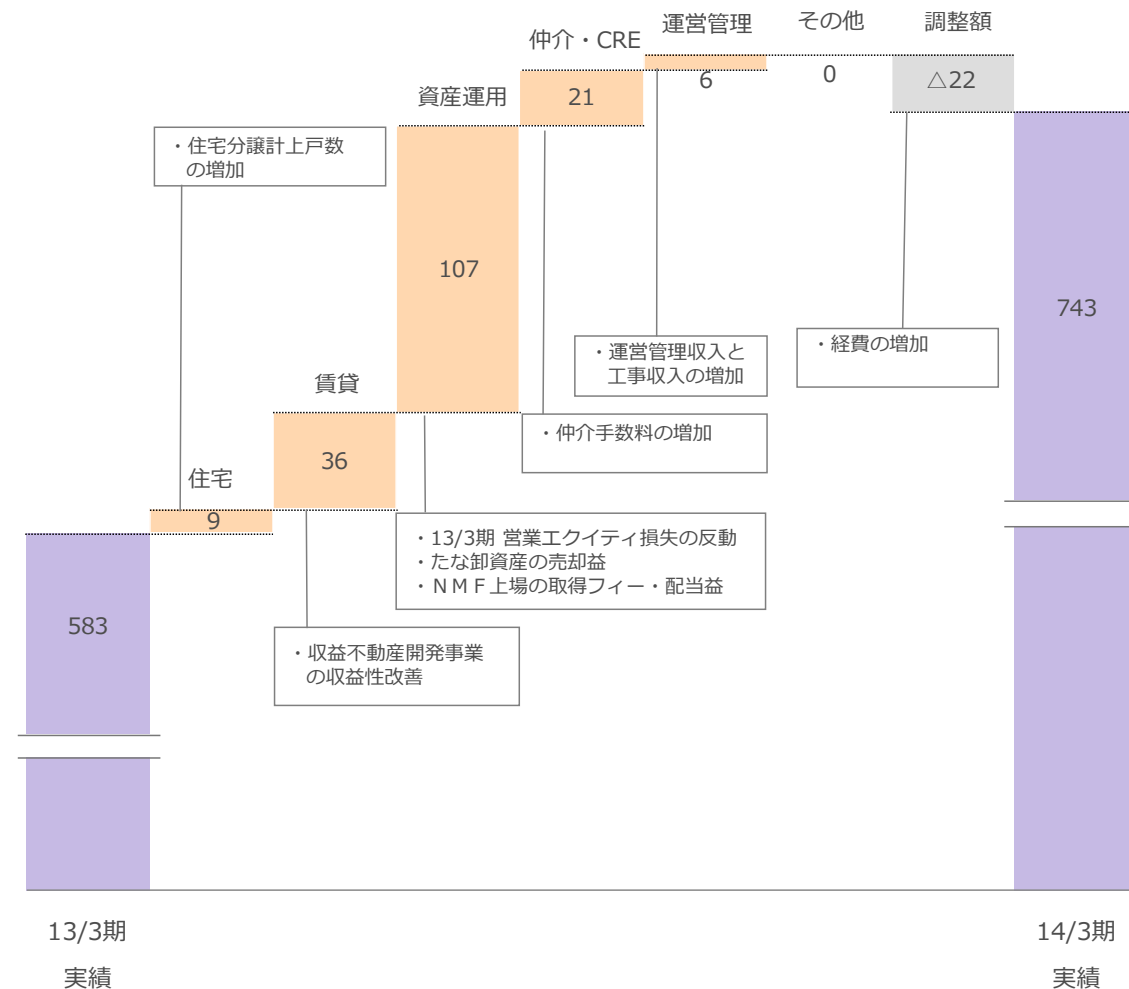 運営管理
その他
調整額
仲介・CRE
6
0
△22
資産運用
21
・住宅分譲計上戸数
の増加
107
743
・運営管理収入と
工事収入の増加
・経費の増加
賃貸
・仲介手数料の増加
36
住宅
9
・13/3期 営業エクイティ損失の反動
・たな卸資産の売却益
・ＮＭＦ上場の取得フィー・配当益
583
・収益不動産開発事業
の収益性改善
13/3期
実績
14/3期
実績